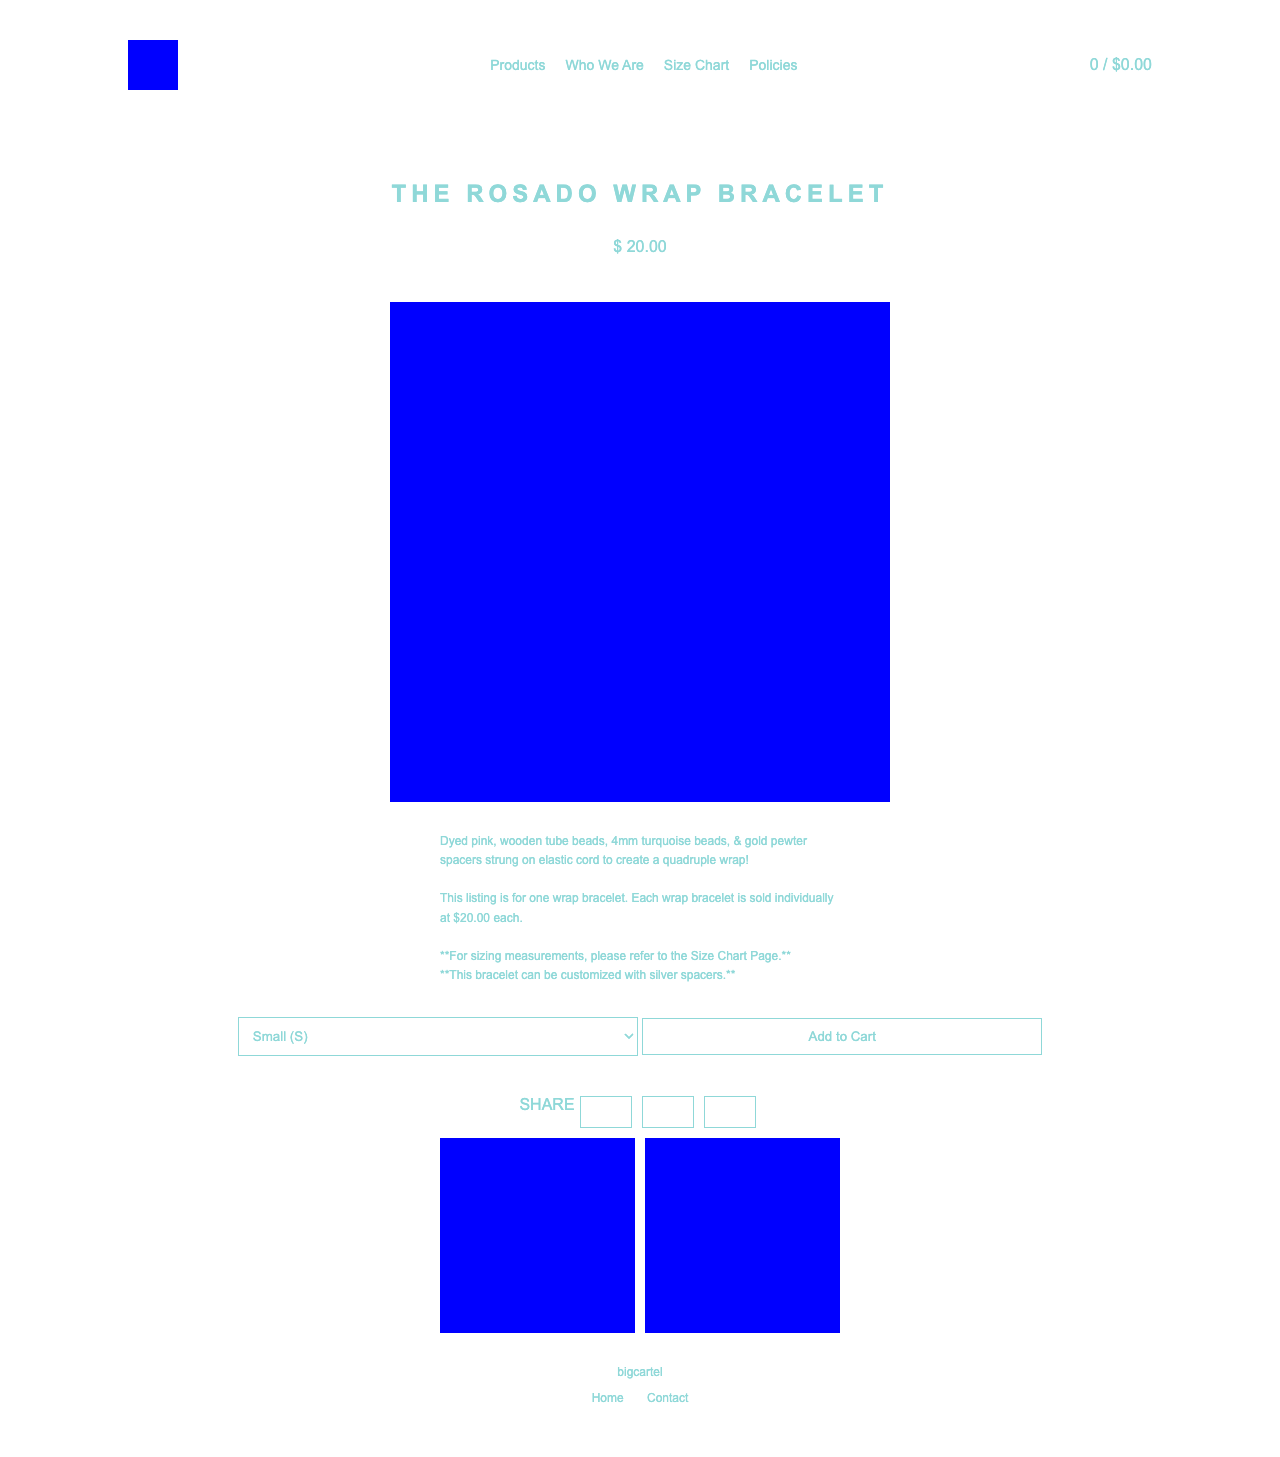 Products Who We Are Size Chart Policies 0 / $0.00
THE ROSADO WRAP BRACELET
$ 20.00
Dyed pink, wooden tube beads, 4mm turquoise beads, & gold pewter
spacers strung on elastic cord to create a quadruple wrap!
This listing is for one wrap bracelet. Each wrap bracelet is sold individually
at $20.00 each.
**For sizing measurements, please refer to the Size Chart Page.**
**This bracelet can be customized with silver spacers.**
Small (S) Add to Cart
SHARE
bigcartel
Home Contact